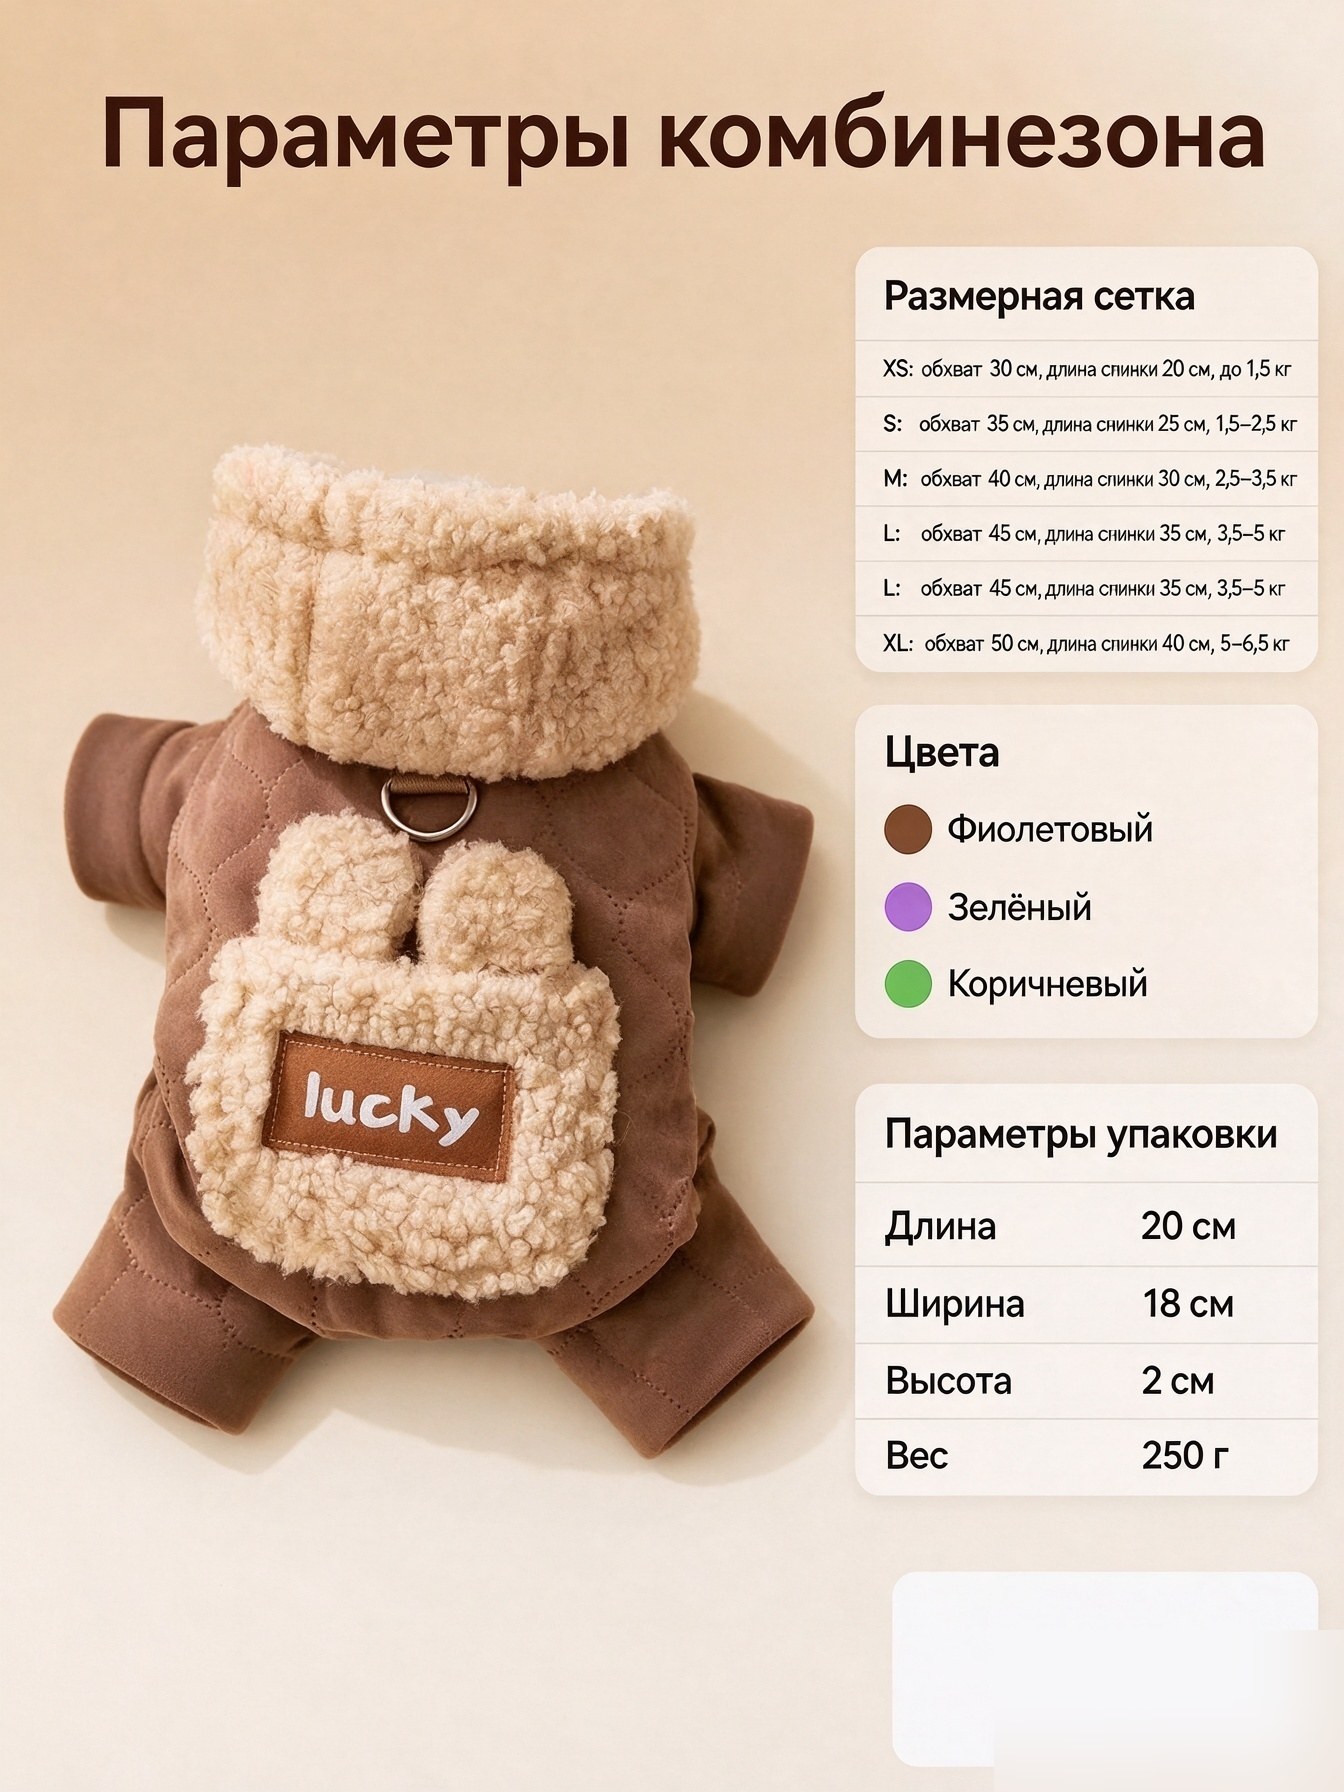 Параметры комбинезона
Размерная сетка
XS: обхват 30 см, длина спинки 20 см, до 1,5 кг
S: обхват 35 см, длина спинки 25 см, 1,5–2,5 кг
M: обхват 40 см, длина спинки 30 см, 2,5–3,5 кг
L: обхват 45 см, длина спинки 35 см, 3,5–5 кг
L: обхват 45 см, длина спинки 35 см, 3,5–5 кг
XL: обхват 50 см, длина спинки 40 см, 5–6,5 кг
Цвета
Фиолетовый
Зелёный
Коричневый
lucky
Параметры упаковки
Длина 20 см
Ширина 18 см
Высота 2 см
Вес 250 г